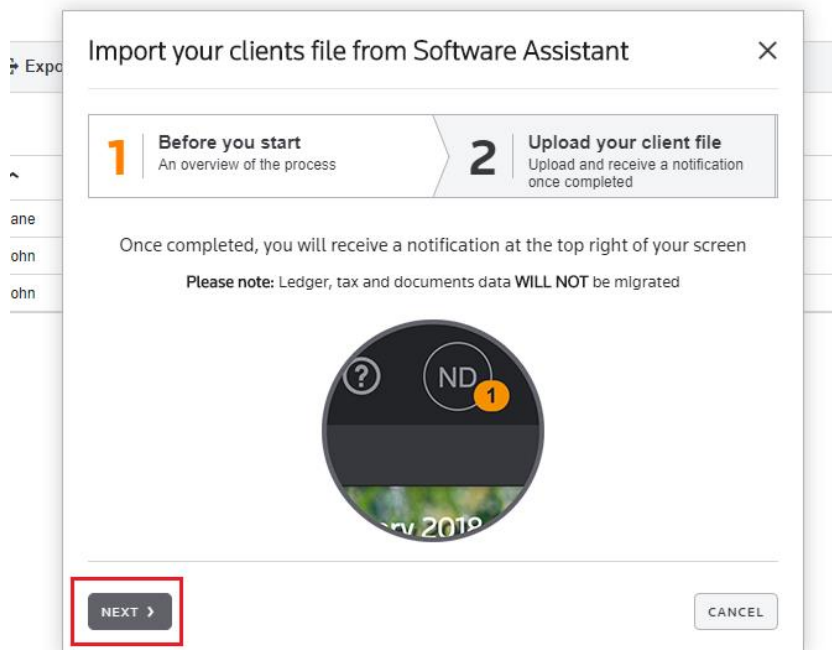 Import your clients file from Software Assistant
Expo
1
Before you start
An overview of the process
2
Upload your client file
Upload and receive a notification
once completed
ane
ohn
ohn
Once completed, you will receive a notification at the top right of your screen
Please note: Ledger, tax and documents data WILL NOT be migrated
?
ND
1
ry 2018
NEXT
CANCEL